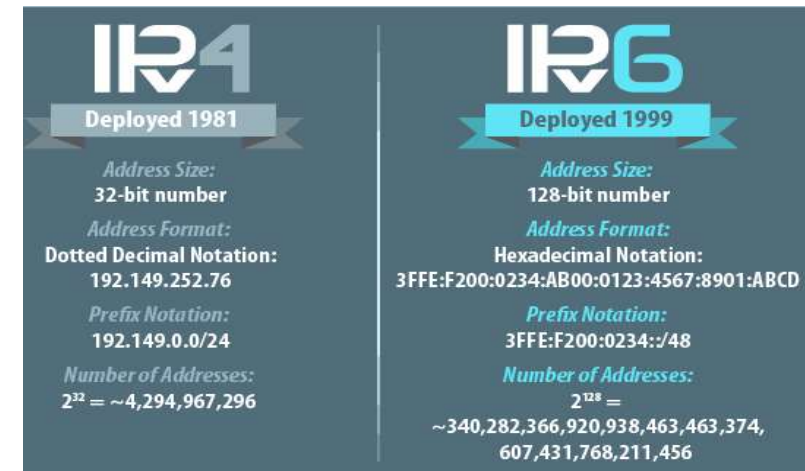 IPv4
Deployed 1981
Address Size:
32-bit number
Address Format:
Dotted Decimal Notation:
192.149.252.76
Prefix Notation:
192.149.0.0/24
Number of Addresses:
2³² = ~4,294,967,296
IPv6
Deployed 1999
Address Size:
128-bit number
Address Format:
Hexadecimal Notation:
3FFE:F200:0234:AB00:0123:4567:8901:ABCD
Prefix Notation:
3FFE:F200:0234::/48
Number of Addresses:
2¹²⁸ =
~340,282,366,920,938,463,463,374,
607,431,768,211,456